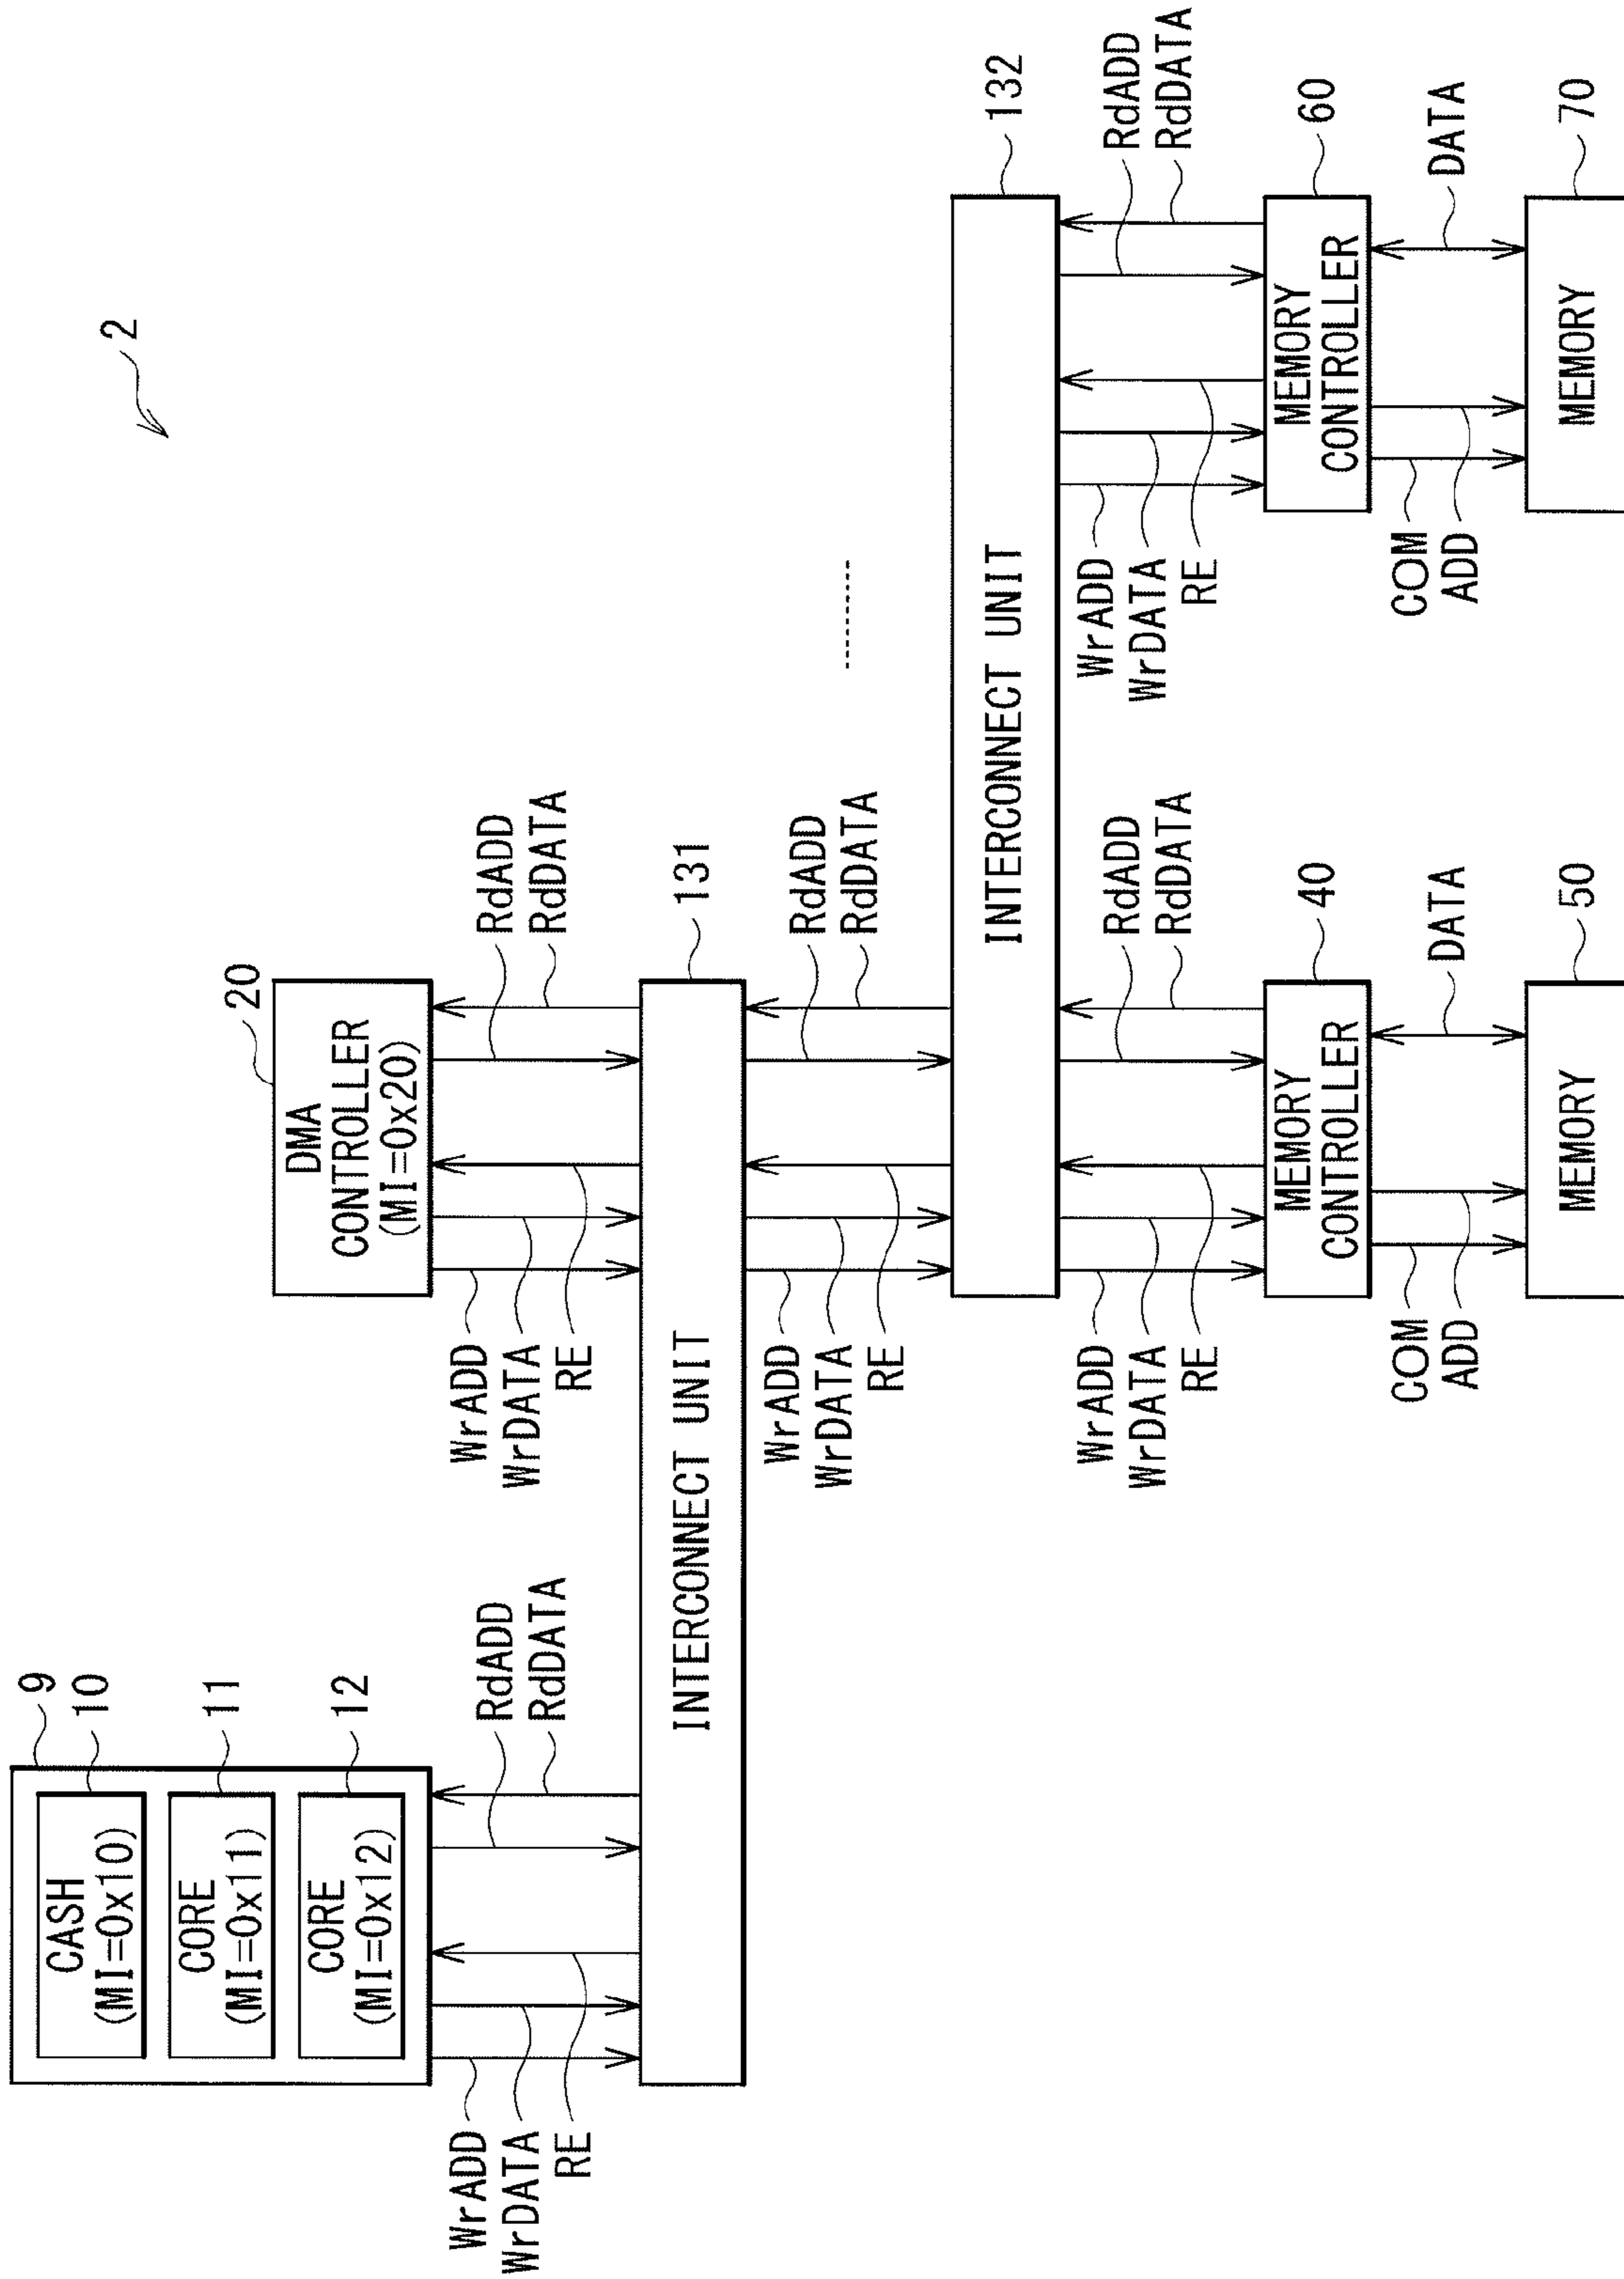 2
9
10
11
12
CASH
(MI=0x10)
CORE
(MI=0x11)
CORE
(MI=0x12)
20
DMA
CONTROLLER
(MI=0x20)
WrADD
WrDATA
RE
RdADD
RdDATA
WrADD
WrDATA
RE
RdADD
RdDATA
INTERCONNECT UNIT
131
WrADD
WrDATA
RE
RdADD
RdDATA
INTERCONNECT UNIT
132
WrADD
WrDATA
RE
RdADD
RdDATA
WrADD
WrDATA
RE
RdADD
RdDATA
MEMORY
CONTROLLER
40
MEMORY
CONTROLLER
60
COM
ADD
DATA
COM
ADD
DATA
MEMORY
50
MEMORY
70